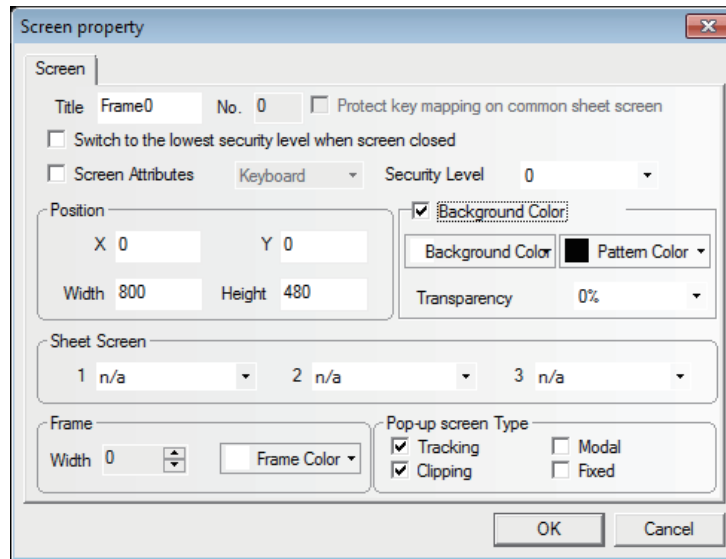 Screen property
Screen
Title Frame0 No. 0 Protect key mapping on common sheet screen
Switch to the lowest security level when screen closed
Screen Attributes Keyboard Security Level 0
Position Background Color
X 0 Y 0
Background Color Pattern Color
Width 800 Height 480 Transparency 0%
Sheet Screen
1 n/a 2 n/a 3 n/a
Frame Pop-up screen Type
Tracking Modal
Width 0 Frame Color
Clipping Fixed
OK Cancel